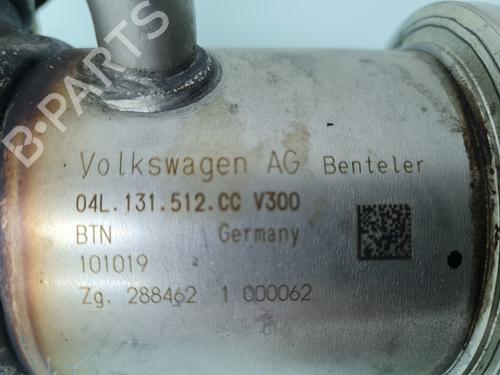 B-PARTS
Volkswagen AG Benteler
04L.131.512.CC V300
BTN Germany
101019
Zg. 288462 1 000062